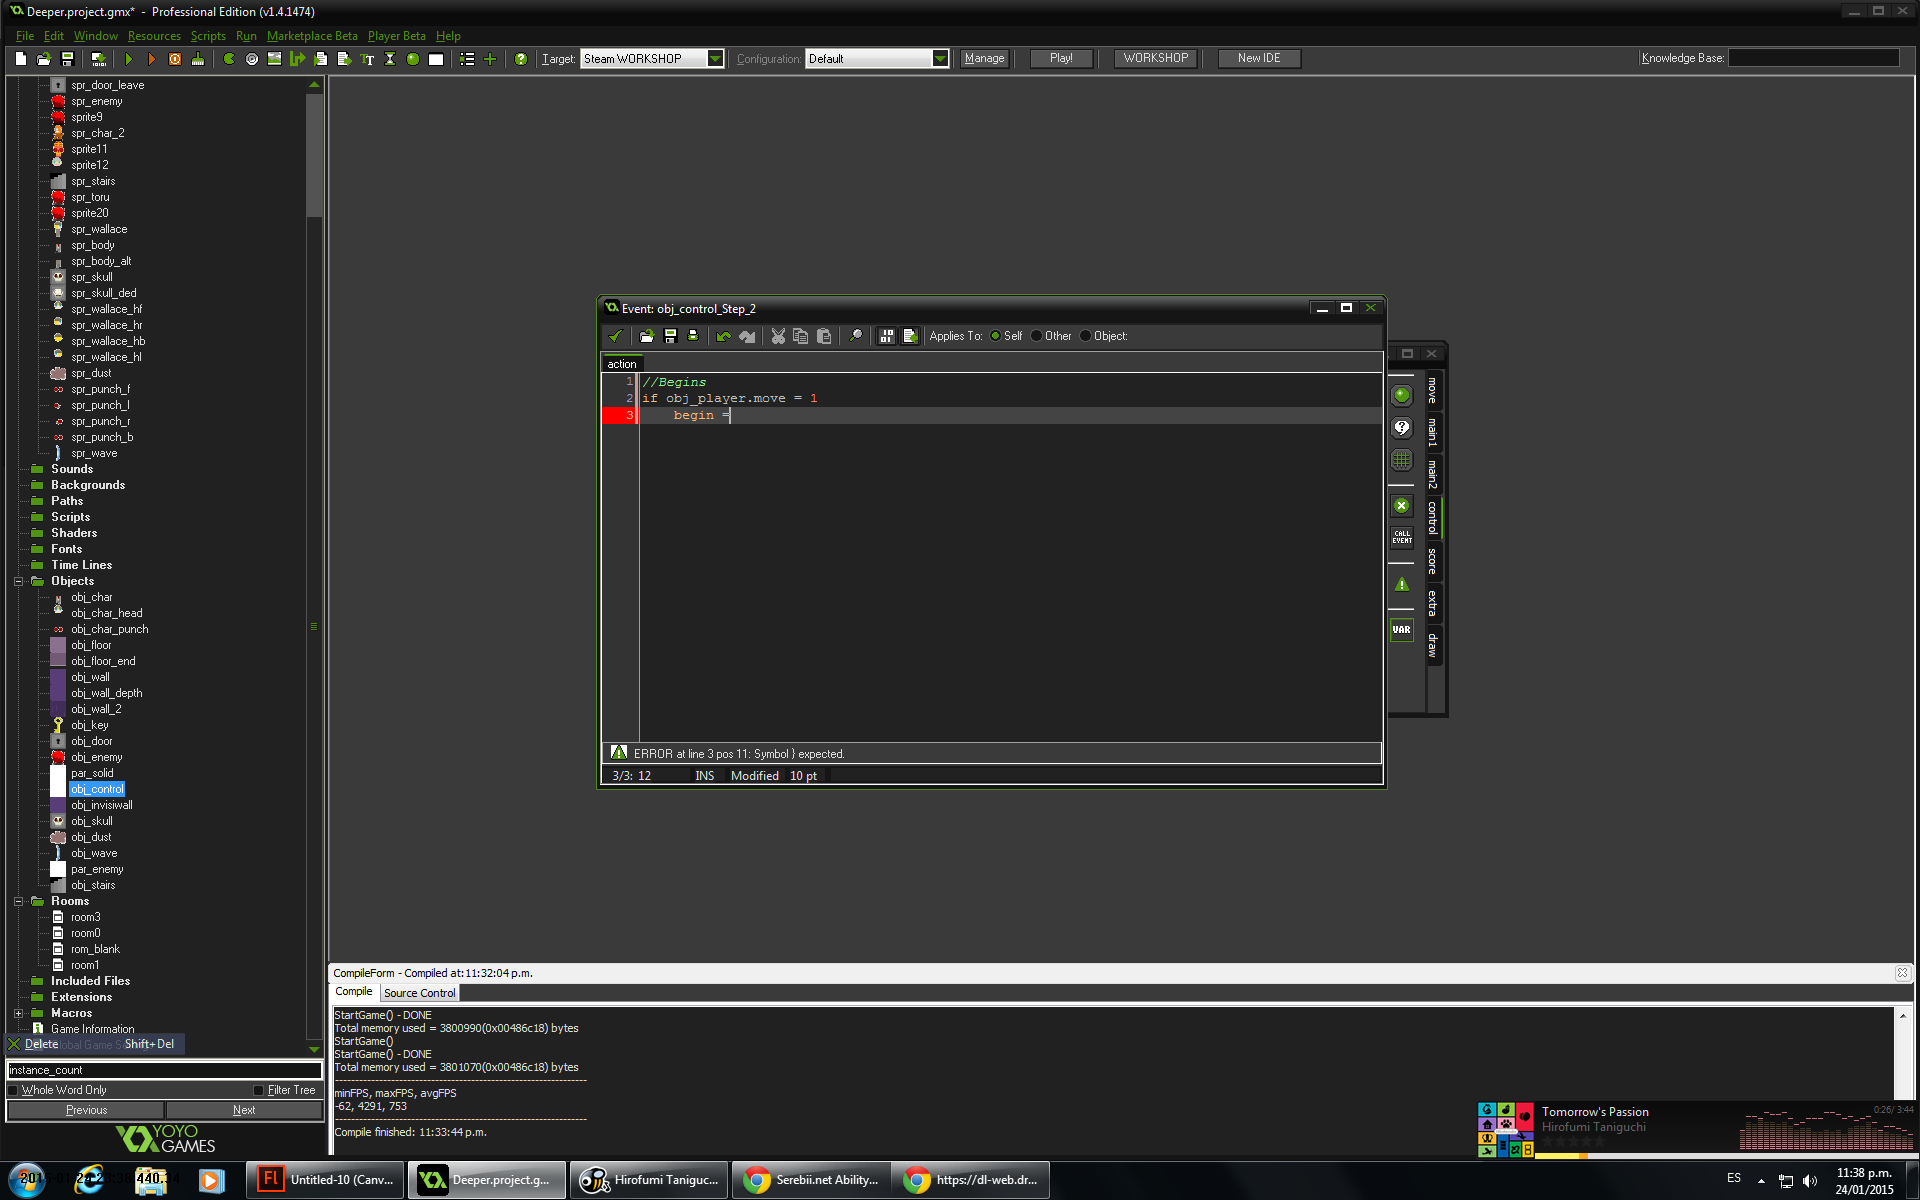 Deeper.project.gmx* - Professional Edition (v1.4.1474)
File Edit Window Resources Scripts Run Marketplace Beta Player Beta Help
Target: Steam WORKSHOP Configuration: Default Manage Play! WORKSHOP New IDE Knowledge Base:
spr_door_leave
spr_enemy
sprite9
spr_char_2
sprite11
sprite12
spr_stairs
spr_toru
sprite20
spr_wallace
spr_body
spr_body_alt
spr_skull
spr_skull_ded
spr_wallace_hf
spr_wallace_hr
spr_wallace_hb
spr_wallace_hl
spr_dust
spr_punch_f
spr_punch_l
spr_punch_r
spr_punch_b
spr_wave
Sounds
Backgrounds
Paths
Scripts
Shaders
Fonts
Time Lines
Objects
obj_char
obj_char_head
obj_char_punch
obj_floor
obj_floor_end
obj_wall
obj_wall_depth
obj_wall_2
obj_key
obj_door
obj_enemy
par_solid
obj_control
obj_invisiwall
obj_skull
obj_dust
obj_wave
par_enemy
obj_stairs
Rooms
room3
room0
rom_blank
room1
Included Files
Extensions
Macros
Game Information
Delete Shift+Del
instance_count
Whole Word Only Filter Tree
Previous Next
YOYO
GAMES
Event: obj_control_Step_2
Applies To: Self Other Object:
action
1 //Begins
2 if obj_player.move = 1
3 begin =
ERROR at line 3 pos 11: Symbol } expected.
3/3: 12 INS Modified 10 pt
CALL
EVENT
VAR
move
main1
main2
control
score
extra
draw
CompileForm - Compiled at: 11:32:04 p.m.
Compile Source Control
StartGame() - DONE
Total memory used = 3800990(0x00486c18) bytes
StartGame()
StartGame() - DONE
Total memory used = 3801070(0x00486c18) bytes
minFPS, maxFPS, avgFPS
-62, 4291, 753
Compile finished: 11:33:44 p.m.
Tomorrow's Passion
Hirofumi Taniguchi
0:26/ 3:44
Fl Untitled-10 (Canv...
Deeper.project.g...
Hirofumi Taniguc...
Serebii.net Ability...
https://dl-web.dr...
ES
11:38 p.m.
24/01/2015